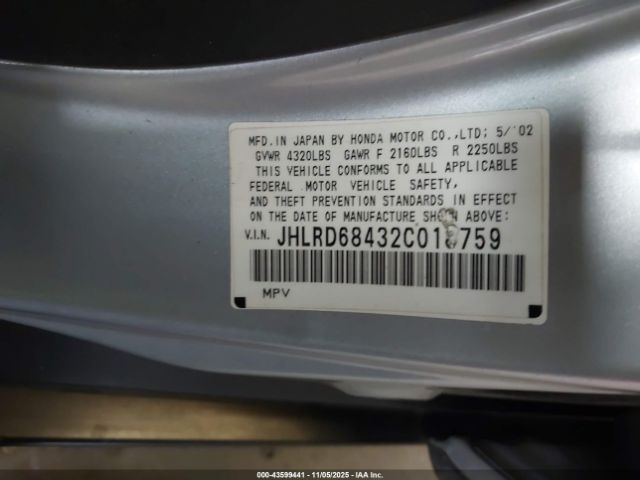 MFD.IN JAPAN BY HONDA MOTOR CO.,LTD; 5/'02
GVWR 4320LBS GAWR F 2160LBS R 2250LBS
THIS VEHICLE CONFORMS TO ALL APPLICABLE
FEDERAL MOTOR VEHICLE SAFETY,
AND THEFT PREVENTION STANDARDS IN EFFECT
ON THE DATE OF MANUFACTURE SHOWN ABOVE:
V.I.N. JHLRD68432C018759
MPV
000-43599441 - 11/05/2025 - IAA Inc.